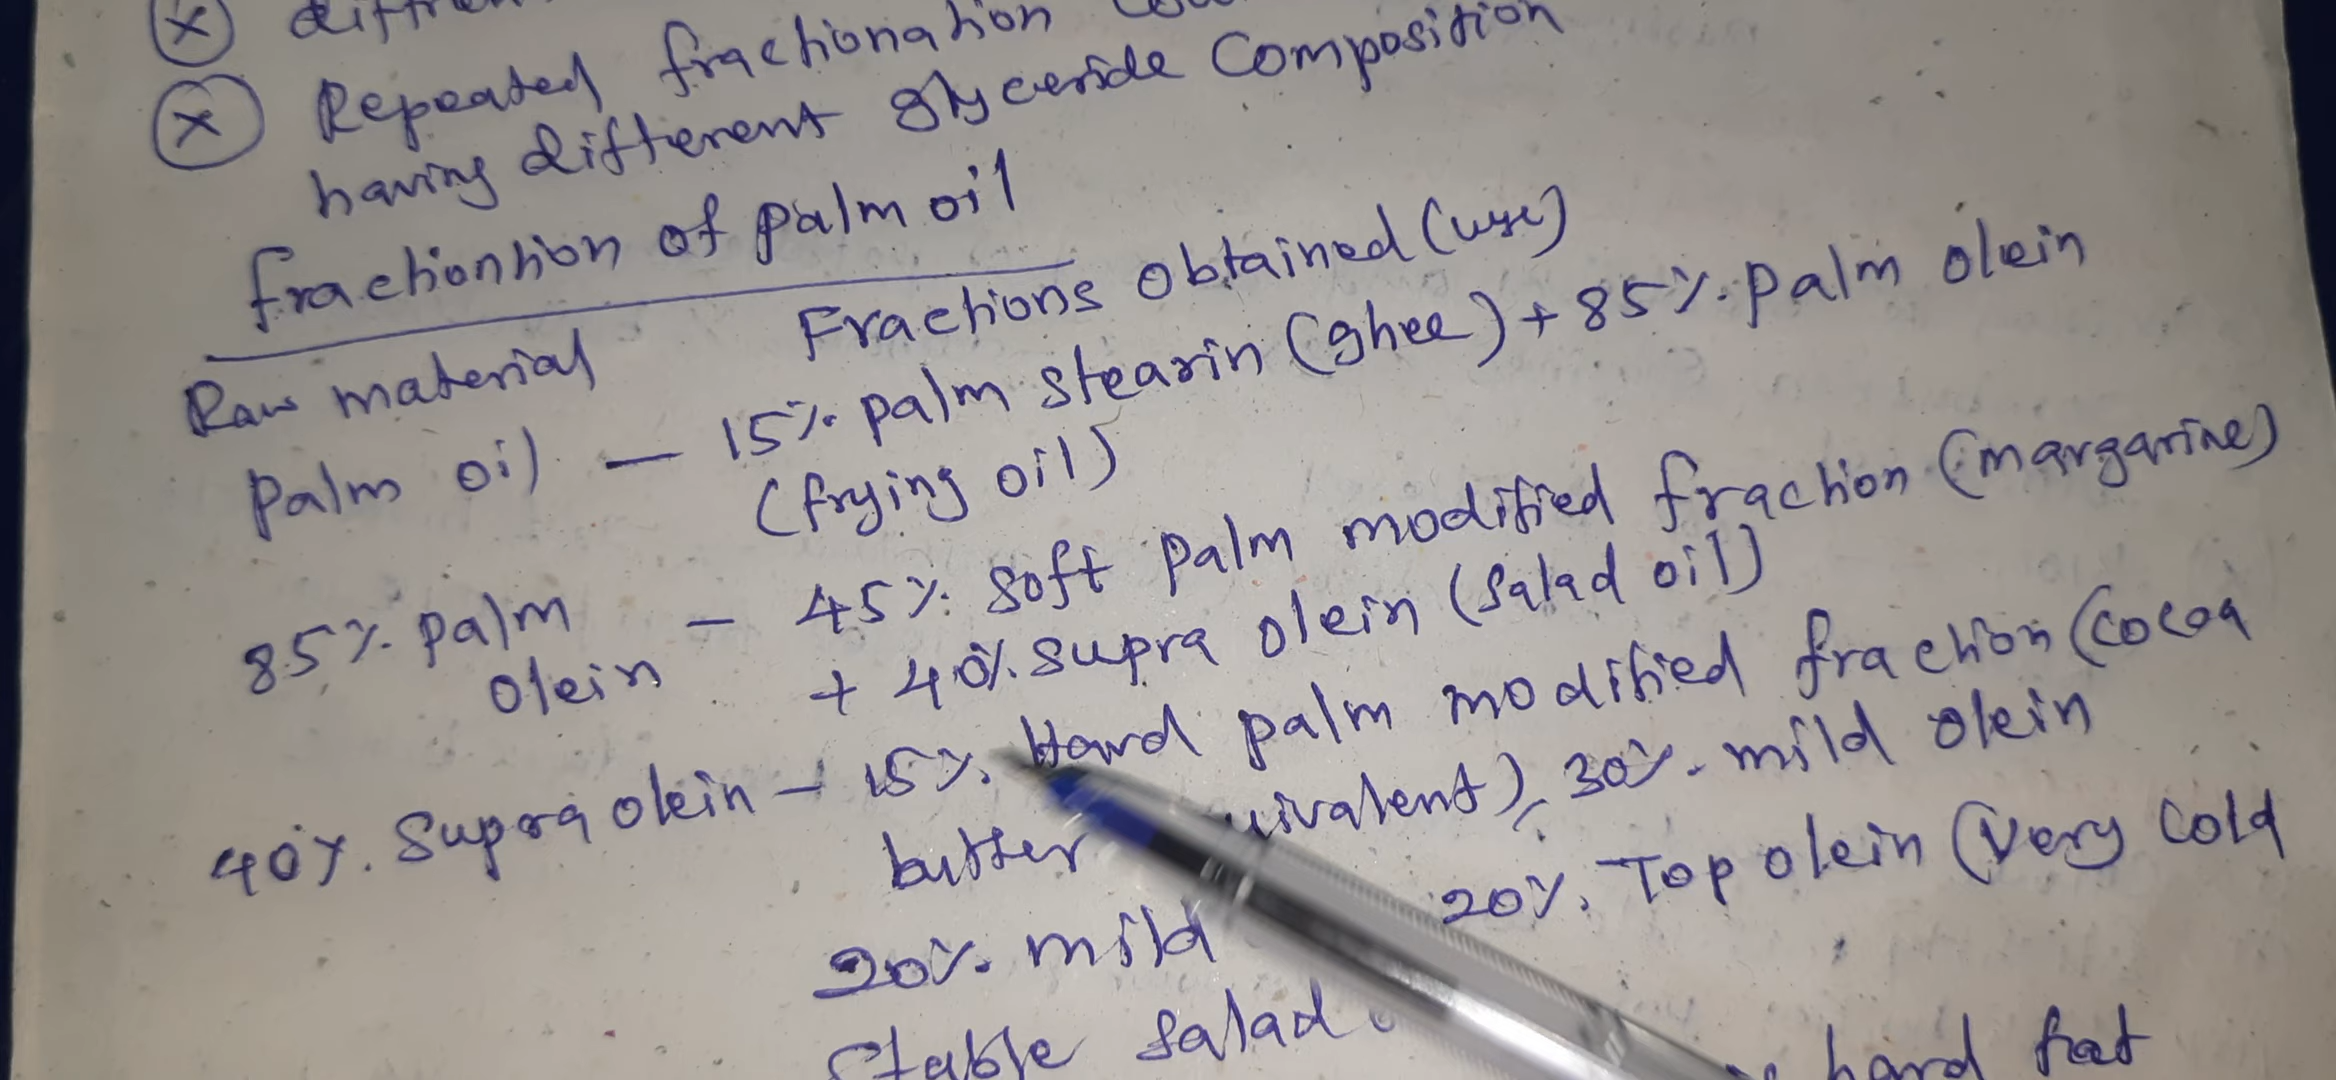 Repeated fractionation
having different glyceride composition
fractiontion of palm oil
Raw material Fractions obtained (use)
palm oil — 15% palm stearin (ghee) + 85% palm olein
(frying oil)
85% palm — 45% soft palm modified fraction (margarine)
olein + 40% supra olein (salad oil)
40% Supra olein — 15% Hard palm modified fraction (cocoa
butter 30% mild olein
20% mild 20% Top olein (Very cold
Stable salad hard fat